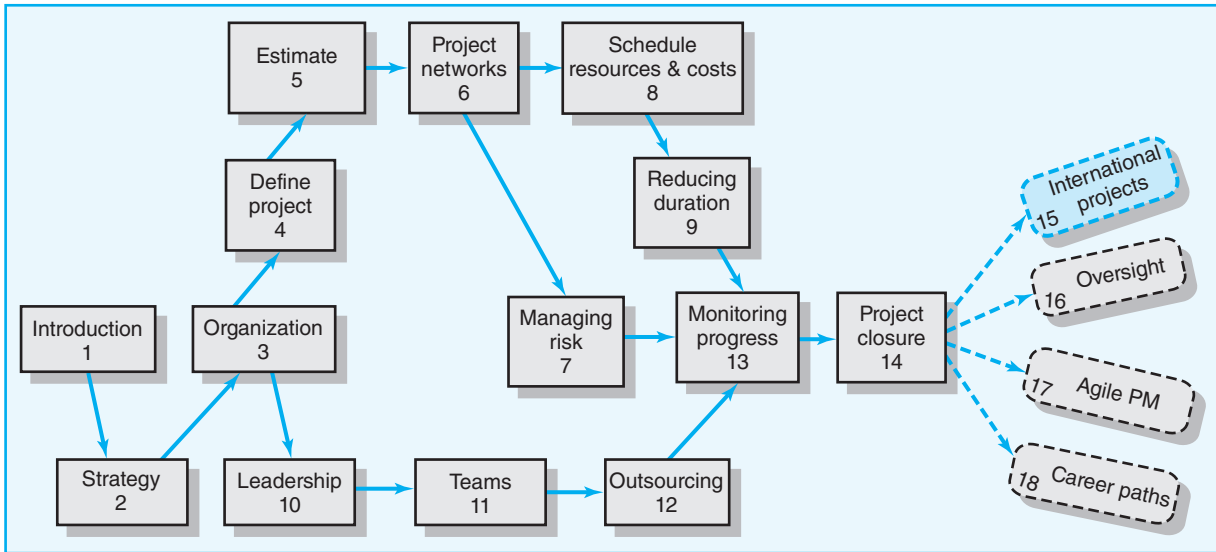 Estimate
5
Project
networks
6
Schedule
resources & costs
8
Define
project
4
Reducing
duration
9
International
projects
15
Oversight
16
Introduction
1
Organization
3
Managing
risk
7
Monitoring
progress
13
Project
closure
14
Agile PM
17
Strategy
2
Leadership
10
Teams
11
Outsourcing
12
Career paths
18